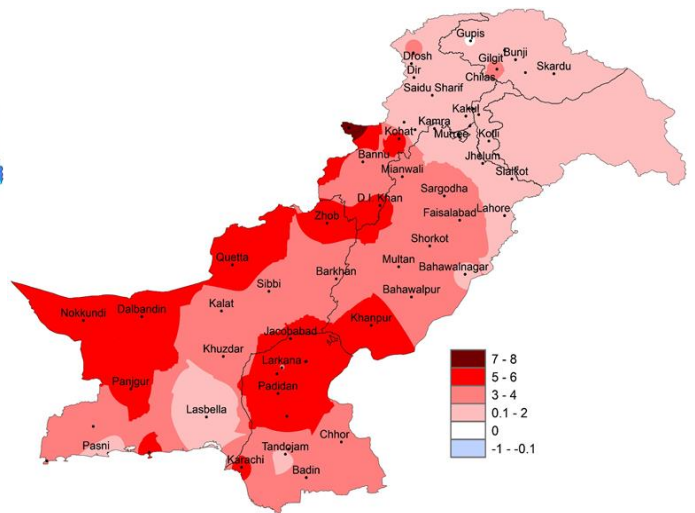 Gupis
Drosh
Gilgit
Bunji
Dir
Chilas
Skardu
Saidu Sharif
Kakul
Kamra
Kohat
Murree
Kotli
Bannu
Jhelum
Mianwali
Sialkot
Sargodha
D.I. Khan
Zhob
Faisalabad
Lahore
Shorkot
Quetta
Multan
Bahawalnagar
Barkhan
Sibbi
Bahawalpur
Kalat
Nokkundi
Dalbandin
Khanpur
Jacobabad
Khuzdar
Larkana
Panjgur
Padidan
Lasbella
Chhor
Pasni
Tandojam
Karachi
Badin
7 - 8
5 - 6
3 - 4
0.1 - 2
0
-1 - -0.1